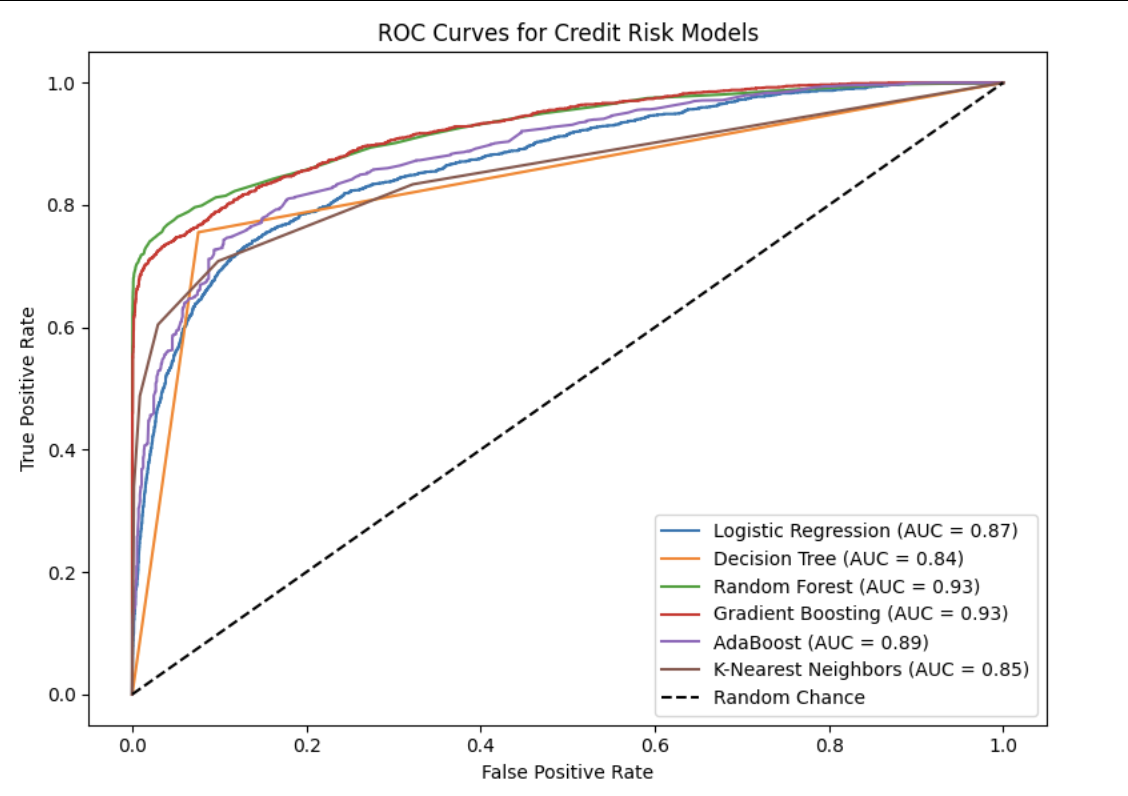 ROC Curves for Credit Risk Models
True Positive Rate
1.0
0.8
0.6
0.4
0.2
0.0
Logistic Regression (AUC = 0.87)
Decision Tree (AUC = 0.84)
Random Forest (AUC = 0.93)
Gradient Boosting (AUC = 0.93)
AdaBoost (AUC = 0.89)
K-Nearest Neighbors (AUC = 0.85)
Random Chance
0.0 0.2 0.4 0.6 0.8 1.0
False Positive Rate